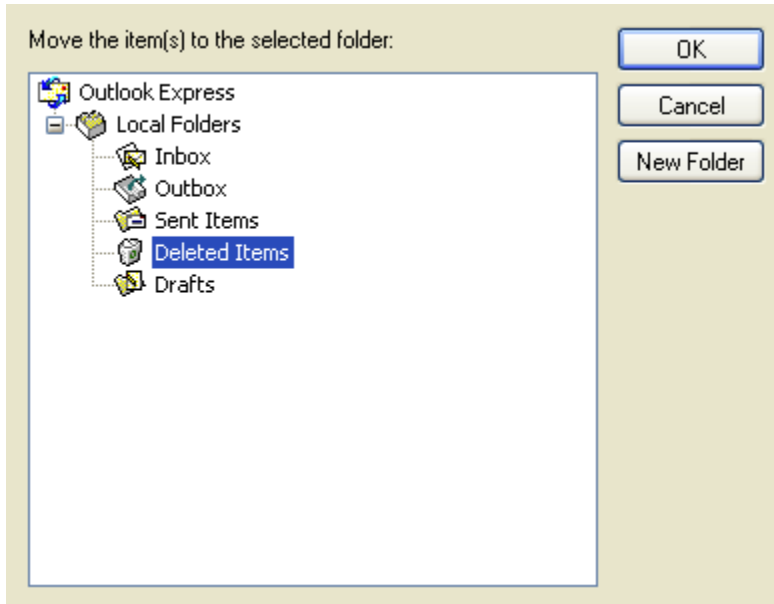 Move the item(s) to the selected folder:
OK
Outlook Express
Cancel
Local Folders
Inbox
New Folder
Outbox
Sent Items
Deleted Items
Drafts